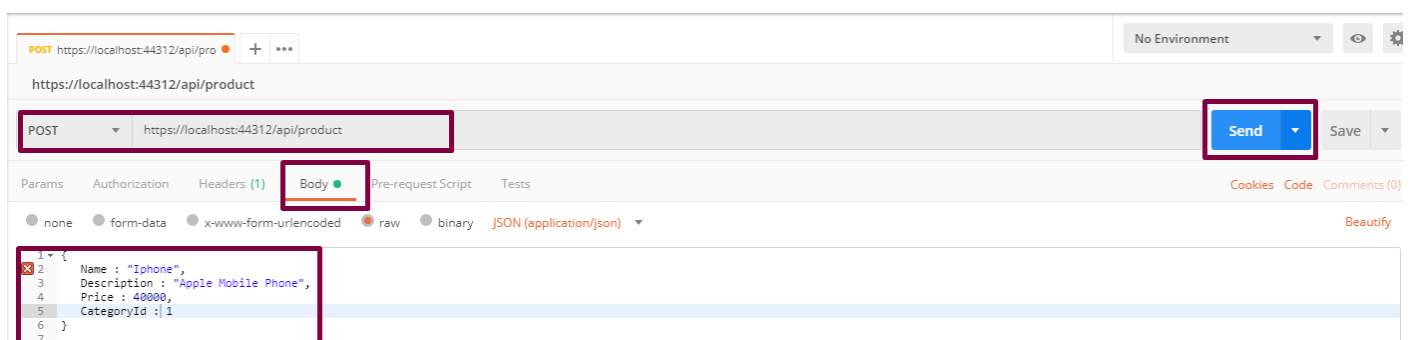 POST https://localhost:44312/api/pro + •••
No Environment
https://localhost:44312/api/product
POST https://localhost:44312/api/product Send Save
Params Authorization Headers (1) Body Pre-request Script Tests Cookies Code Comments (0)
none form-data x-www-form-urlencoded raw binary JSON (application/json) Beautify
1 {
2 Name : "Iphone",
3 Description : "Apple Mobile Phone",
4 Price : 40000,
5 CategoryId : 1
6 }
7